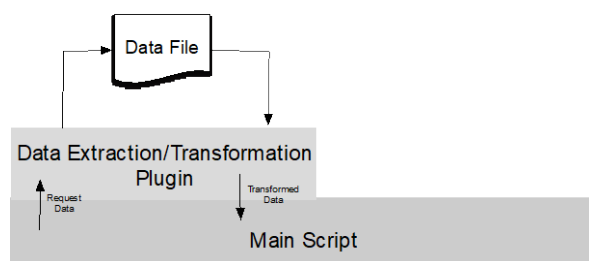 Data File
Data Extraction/Transformation
Plugin
Request
Data
Transformed
Data
Main Script